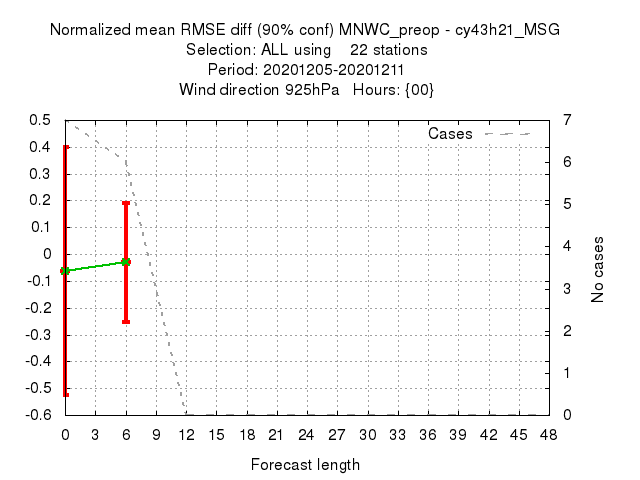 Normalized mean RMSE diff (90% conf) MNWC_preop - cy43h21_MSG
Selection: ALL using    22 stations
Period: 20201205-20201211
Wind direction 925hPa   Hours: {00}
Cases
0.5
0.4
0.3
0.2
0.1
0
-0.1
-0.2
-0.3
-0.4
-0.5
-0.6
7
6
5
4
3
2
1
0
No cases
0 3 6 9 12 15 18 21 24 27 30 33 36 39 42 45 48
Forecast length